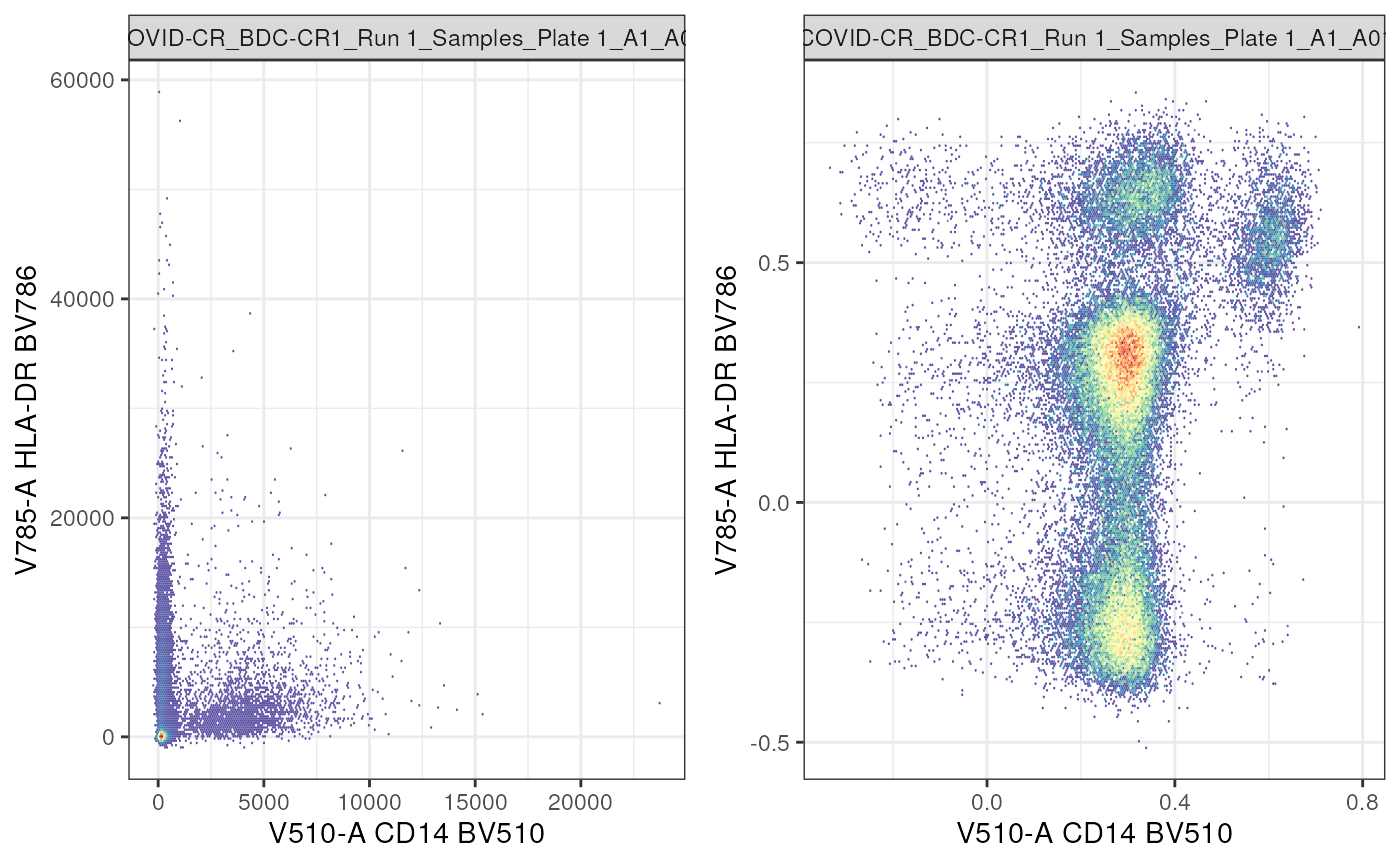 OVID-CR_BDC-CR1_Run 1_Samples_Plate 1_A1_A0
60000
40000
20000
0
V785-A HLA-DR BV786
0 5000 10000 15000 20000
V510-A CD14 BV510
COVID-CR_BDC-CR1_Run 1_Samples_Plate 1_A1_A0
0.5
0.0
-0.5
V785-A HLA-DR BV786
0.0 0.4 0.8
V510-A CD14 BV510